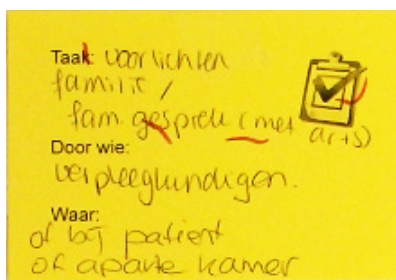 Taak: voorlichten
familie /
fam. gesprek (met arts)
Door wie:
verpleegkundigen.
Waar:
of bij patient
of aparte kamer